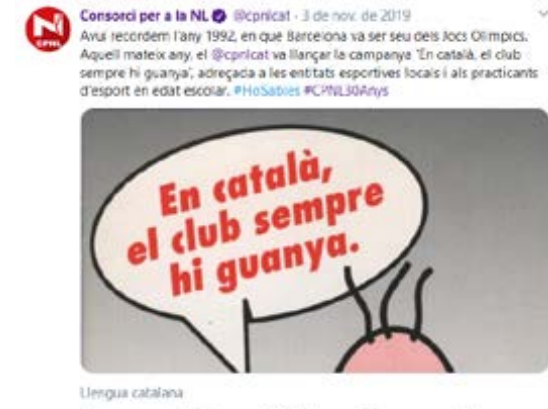 Consorci per a la NL @cpnlcat · 3 de nov. de 2019
Avui recordem l'any 1992, en que Barcelona va ser seu dels Jocs Olímpics.
Aquell mateix any, el @cpnlcat va llançar la campanya 'En català, el club
sempre hi guanya', adreçada a les entitats esportives locals i als practicants
d'esport en edat escolar. #HoSabies #CPNL30Anys
N
CPNL
En català,
el club sempre
hi guanya.
Llengua catalana